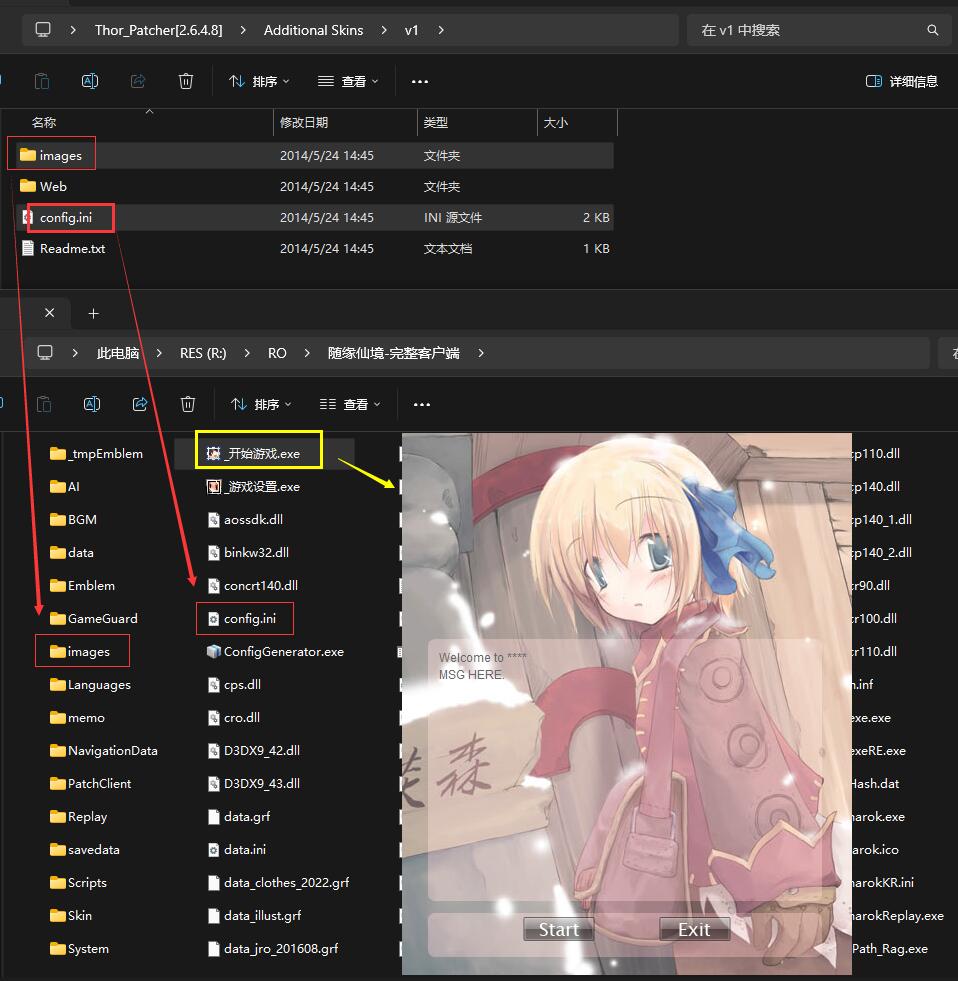 Thor_Patcher[2.6.4.8] > Additional Skins > v1 >
在 v1 中搜索
排序 查看 ••• 详细信息
名称 修改日期 类型 大小
images 2014/5/24 14:45 文件夹
Web 2014/5/24 14:45 文件夹
config.ini 2014/5/24 14:45 INI 源文件 2 KB
Readme.txt 2014/5/24 14:45 文本文档 1 KB
此电脑 > RES (R:) > RO > 随缘仙境-完整客户端 >
排序 查看 •••
_tmpEmblem _开始游戏.exe cp110.dll
AI _游戏设置.exe cp140.dll
BGM aossdk.dll cp140_1.dll
data binkw32.dll cp140_2.dll
Emblem concrt140.dll cr90.dll
GameGuard config.ini cr100.dll
images ConfigGenerator.exe cr110.dll
Welcome to ****
MSG HERE.
Languages cps.dll n.inf
memo cro.dll exe.exe
NavigationData D3DX9_42.dll exeRE.exe
PatchClient D3DX9_43.dll Hash.dat
森
Replay data.grf narok.exe
savedata data.ini narok.ico
Scripts data_clothes_2022.grf narokKR.ini
Skin data_illust.grf narokReplay.exe
Start Exit
System data_jro_201608.grf Path_Rag.exe